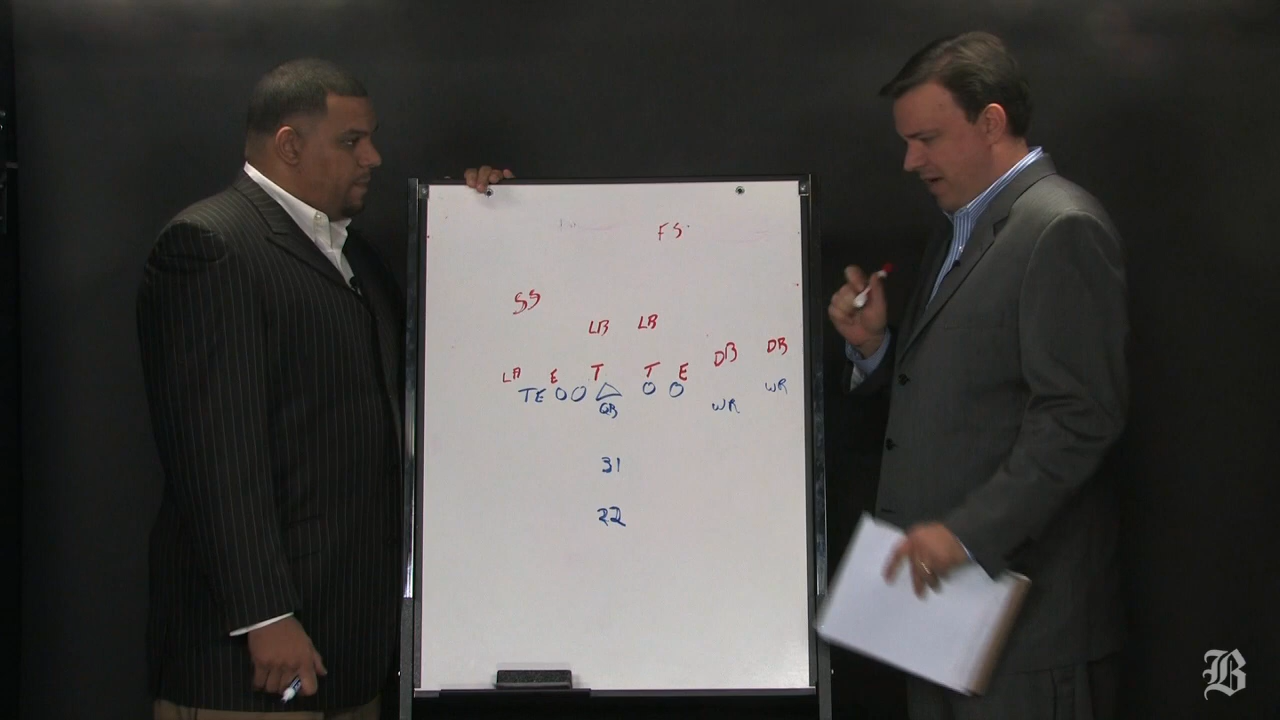 FS
SS
LB LB
DB DB
LB E T T E
TE O O O O WR
QB WR
31
22
B